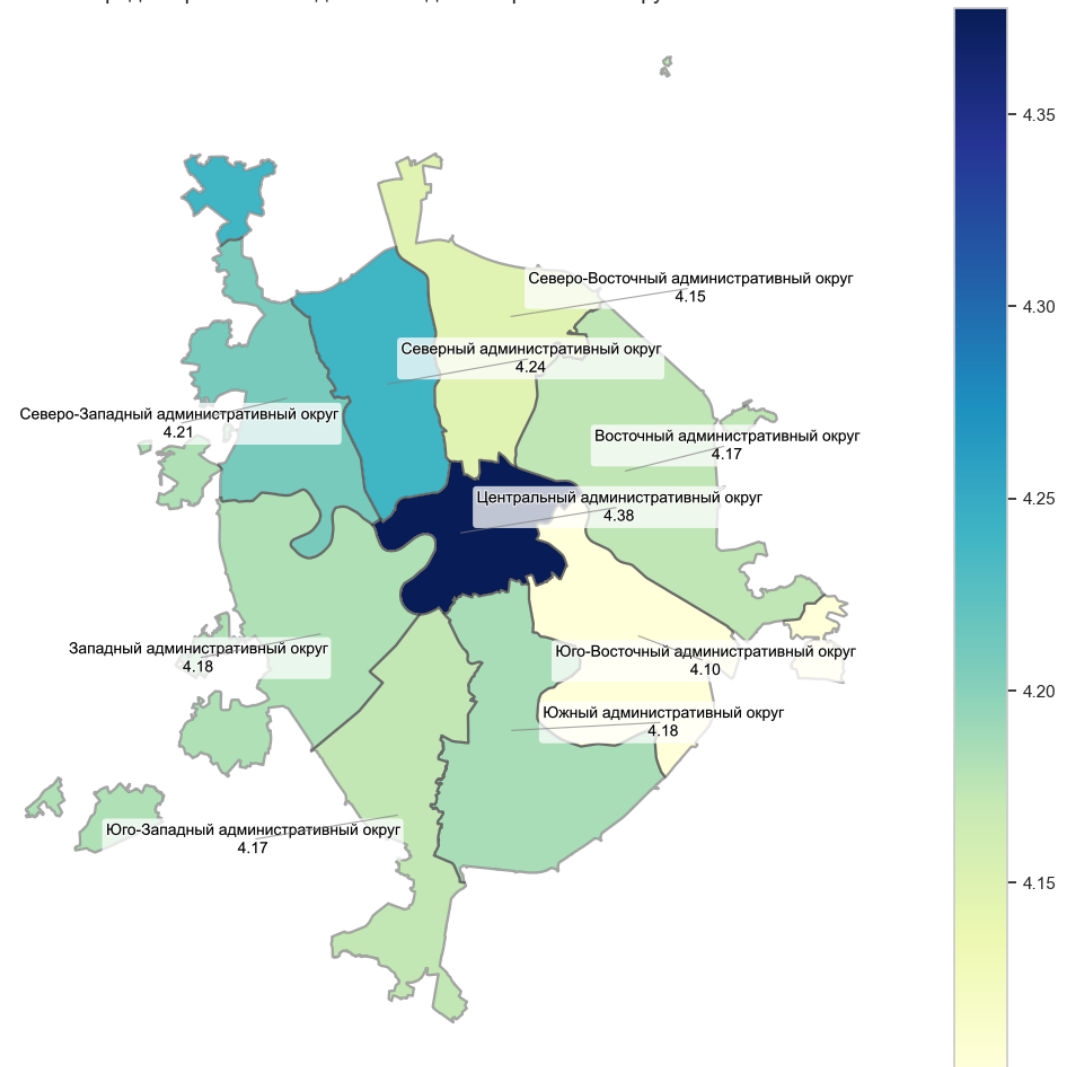 4.35
Северо-Восточный административный округ
4.15
4.30
Северный административный округ
4.24
Северо-Западный административный округ
4.21
Восточный административный округ
4.17
Центральный административный округ
4.38
4.25
Западный административный округ
4.18
Юго-Восточный административный округ
4.10
4.20
Южный административный округ
4.18
Юго-Западный административный округ
4.17
4.15